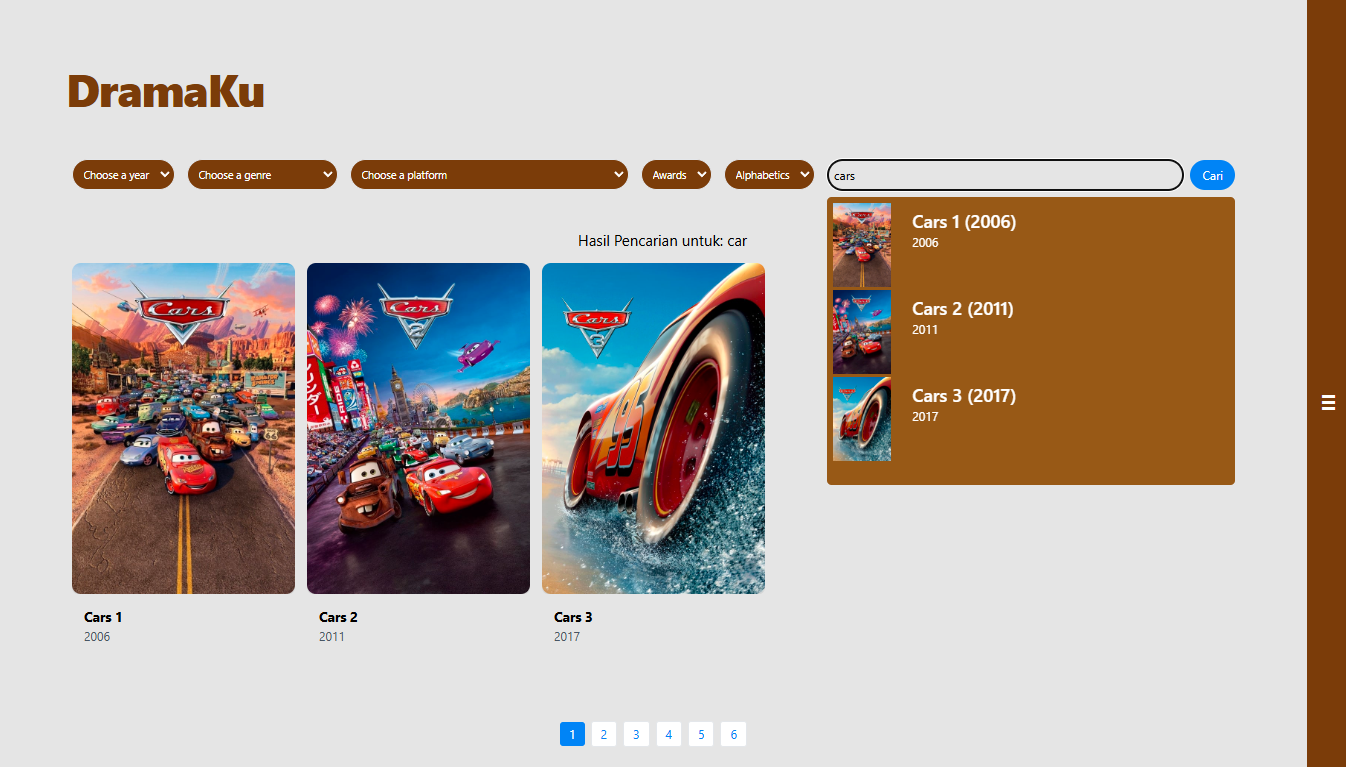 DramaKu
Choose a year
Choose a genre
Choose a platform
Awards
Alphabetics
cars
Cari
Hasil Pencarian untuk: car
Cars
Cars 2
Cars 3
Cars 1
2006
Cars 2
2011
Cars 3
2017
Cars 1 (2006)
2006
Cars 2 (2011)
2011
Cars 3 (2017)
2017
95
1 2 3 4 5 6